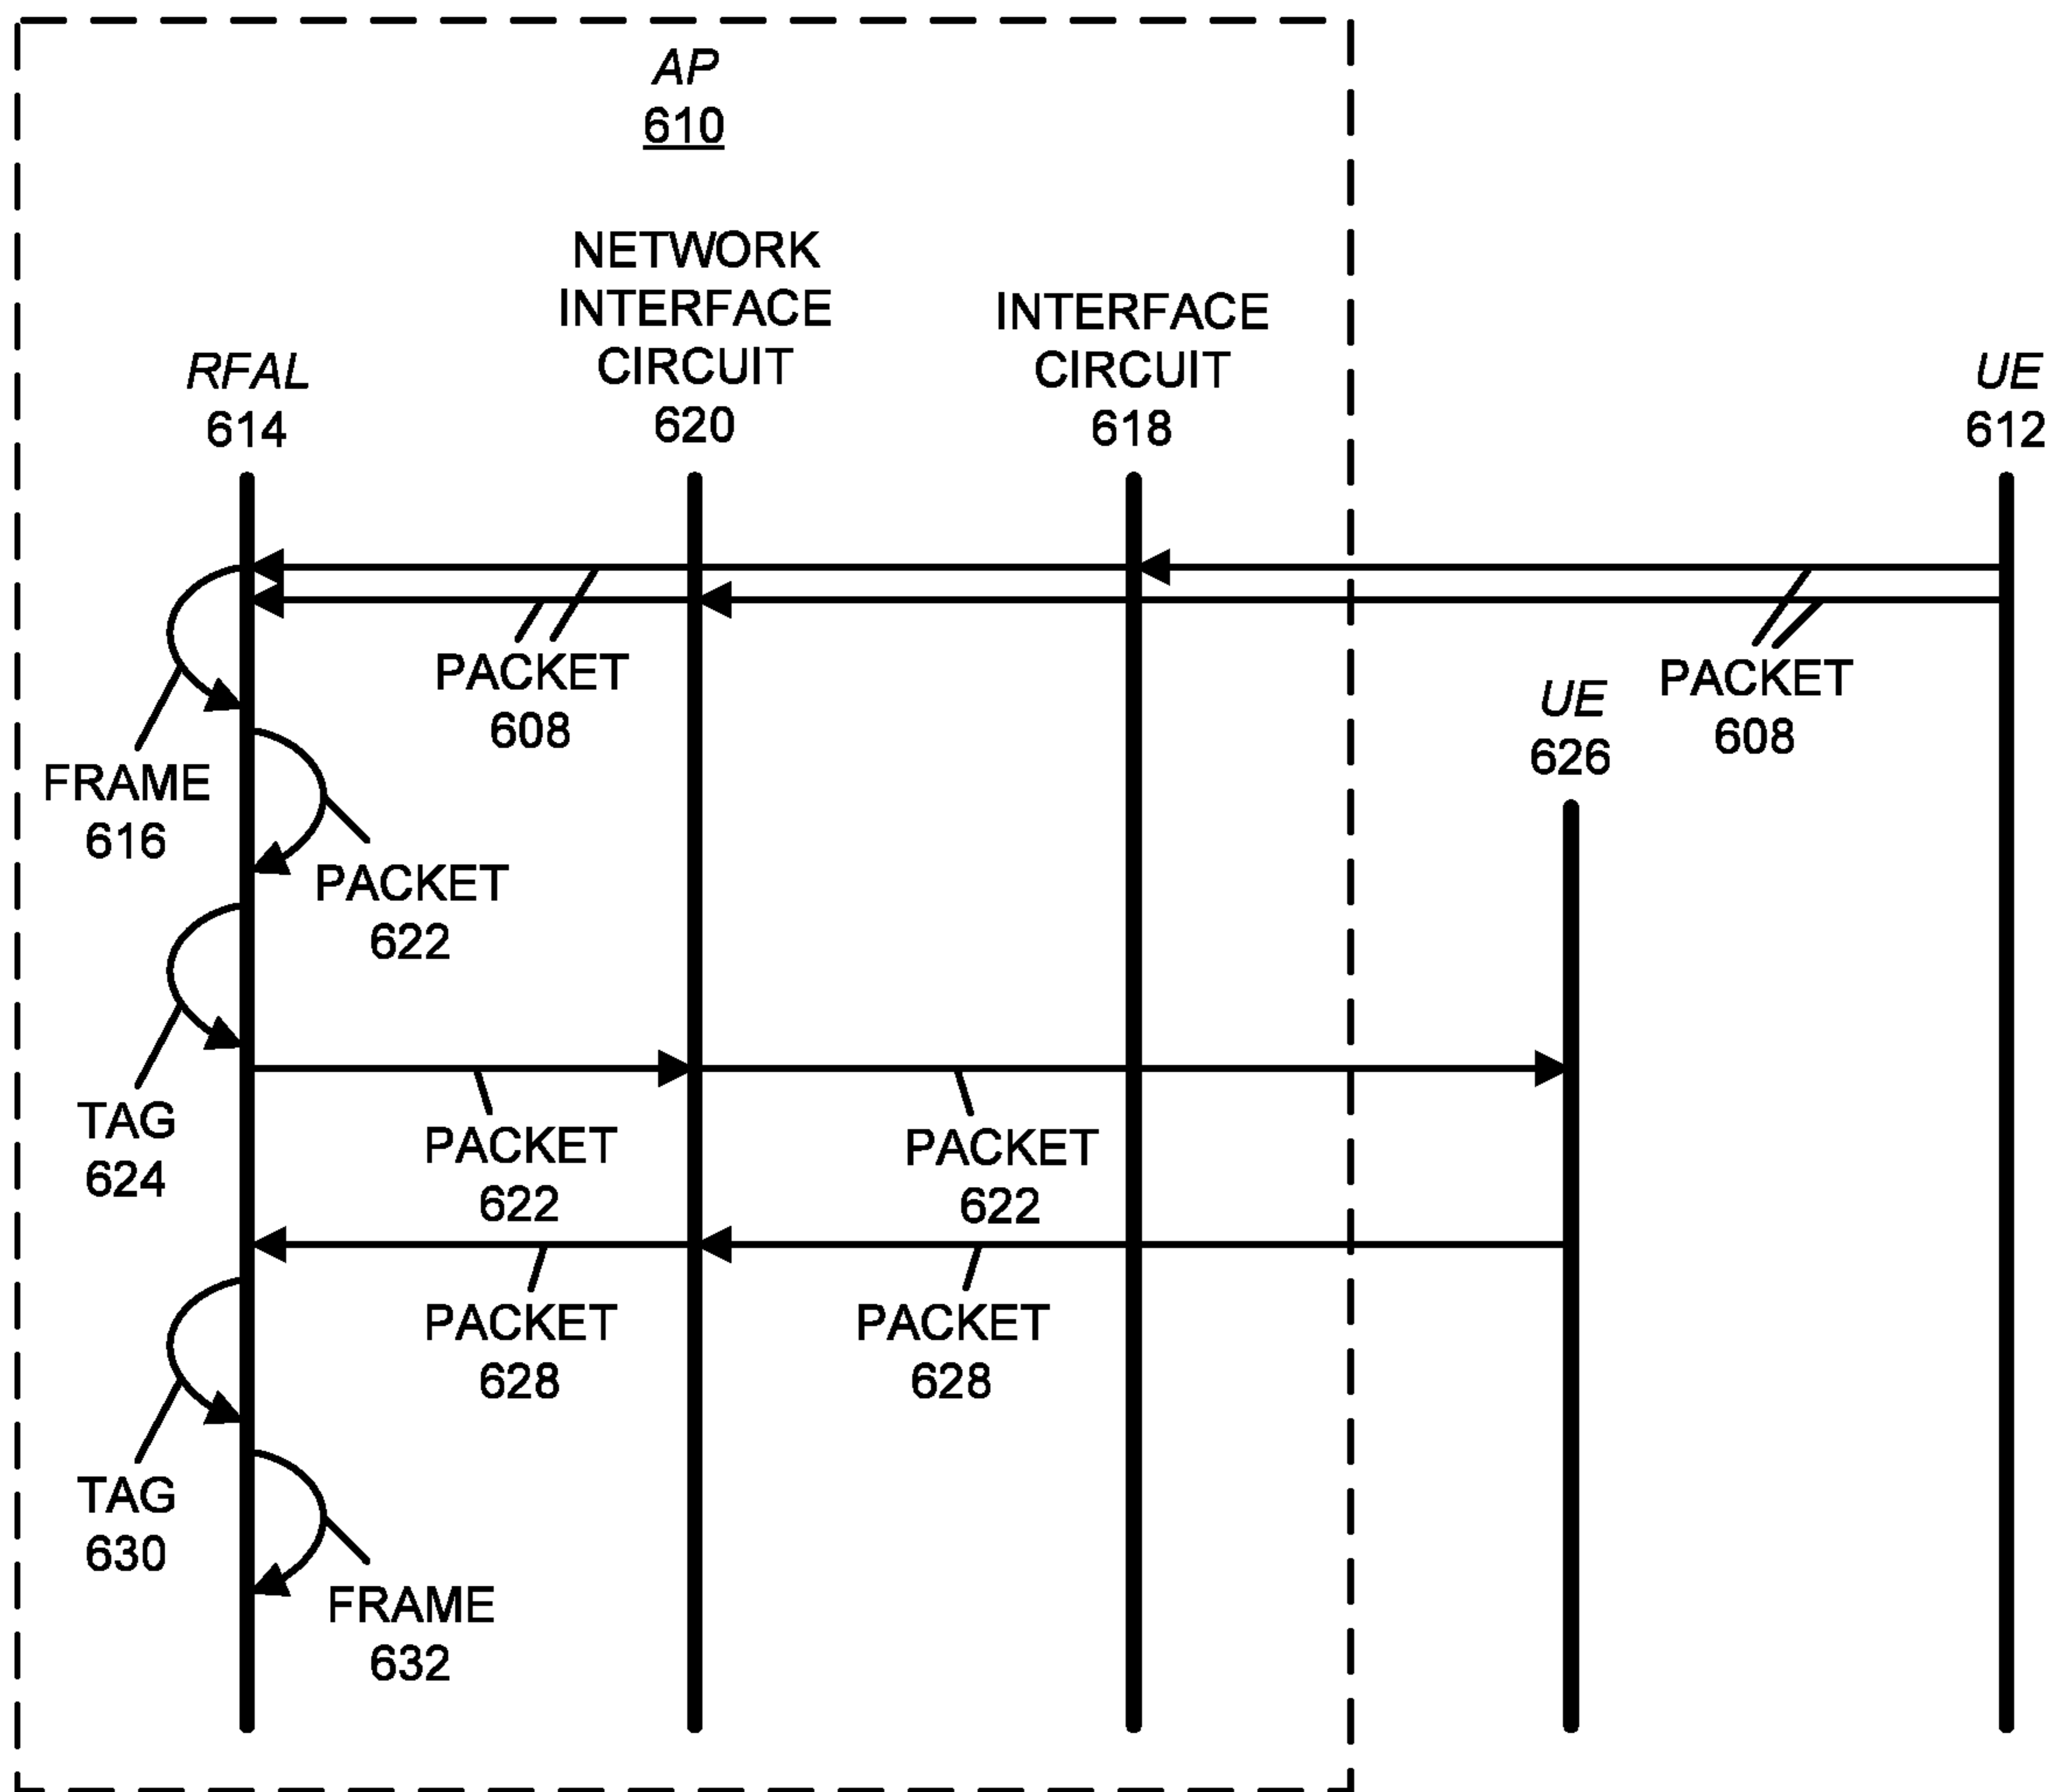 AP
610
NETWORK
INTERFACE
CIRCUIT
620
INTERFACE
CIRCUIT
618
RFAL
614
UE
612
PACKET
608
PACKET
608
UE
626
FRAME
616
PACKET
622
TAG
624
PACKET
622
PACKET
622
PACKET
628
PACKET
628
TAG
630
FRAME
632